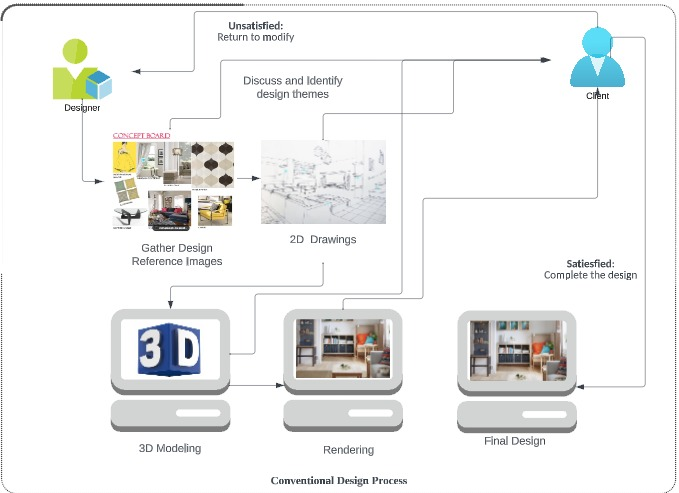 Unsatisfied:
Return to modify
Designer
Discuss and Identify
design themes
Client
CONCEPT BOARD
Gather Design
Reference Images
2D Drawings
Satiesfied:
Complete the design
3D
3D Modeling
Rendering
Final Design
Conventional Design Process